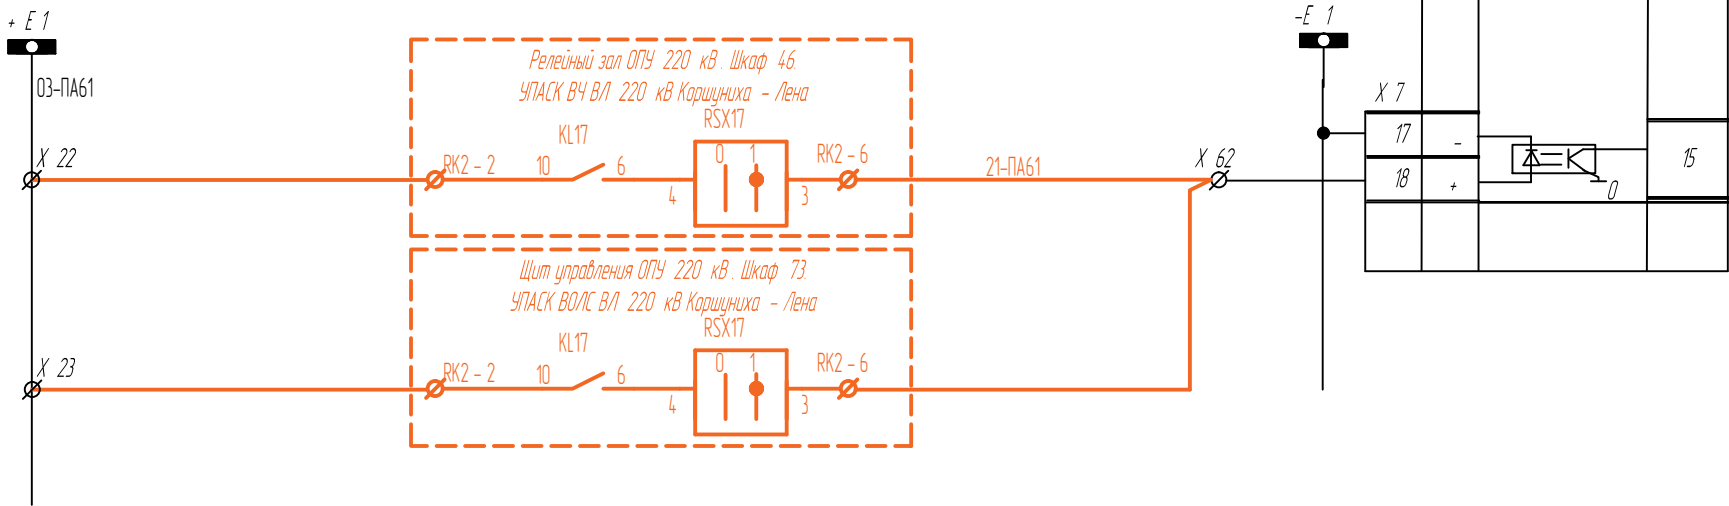 + E 1
-E 1
03-ПА61
Релейный зал ОПУ 220 кВ. Шкаф 46.
УПАСК ВЧ ВЛ 220 кВ Коршуниха - Лена
RSX17
KL17
X 22
RK2 - 2
10
6
0
1
RK2 - 6
4
3
21-ПА61
X 62
X 7
17
-
18
+
0
15
Щит управления ОПУ 220 кВ. Шкаф 73.
УПАСК ВОЛС ВЛ 220 кВ Коршуниха - Лена
RSX17
KL17
X 23
RK2 - 2
10
6
0
1
RK2 - 6
4
3